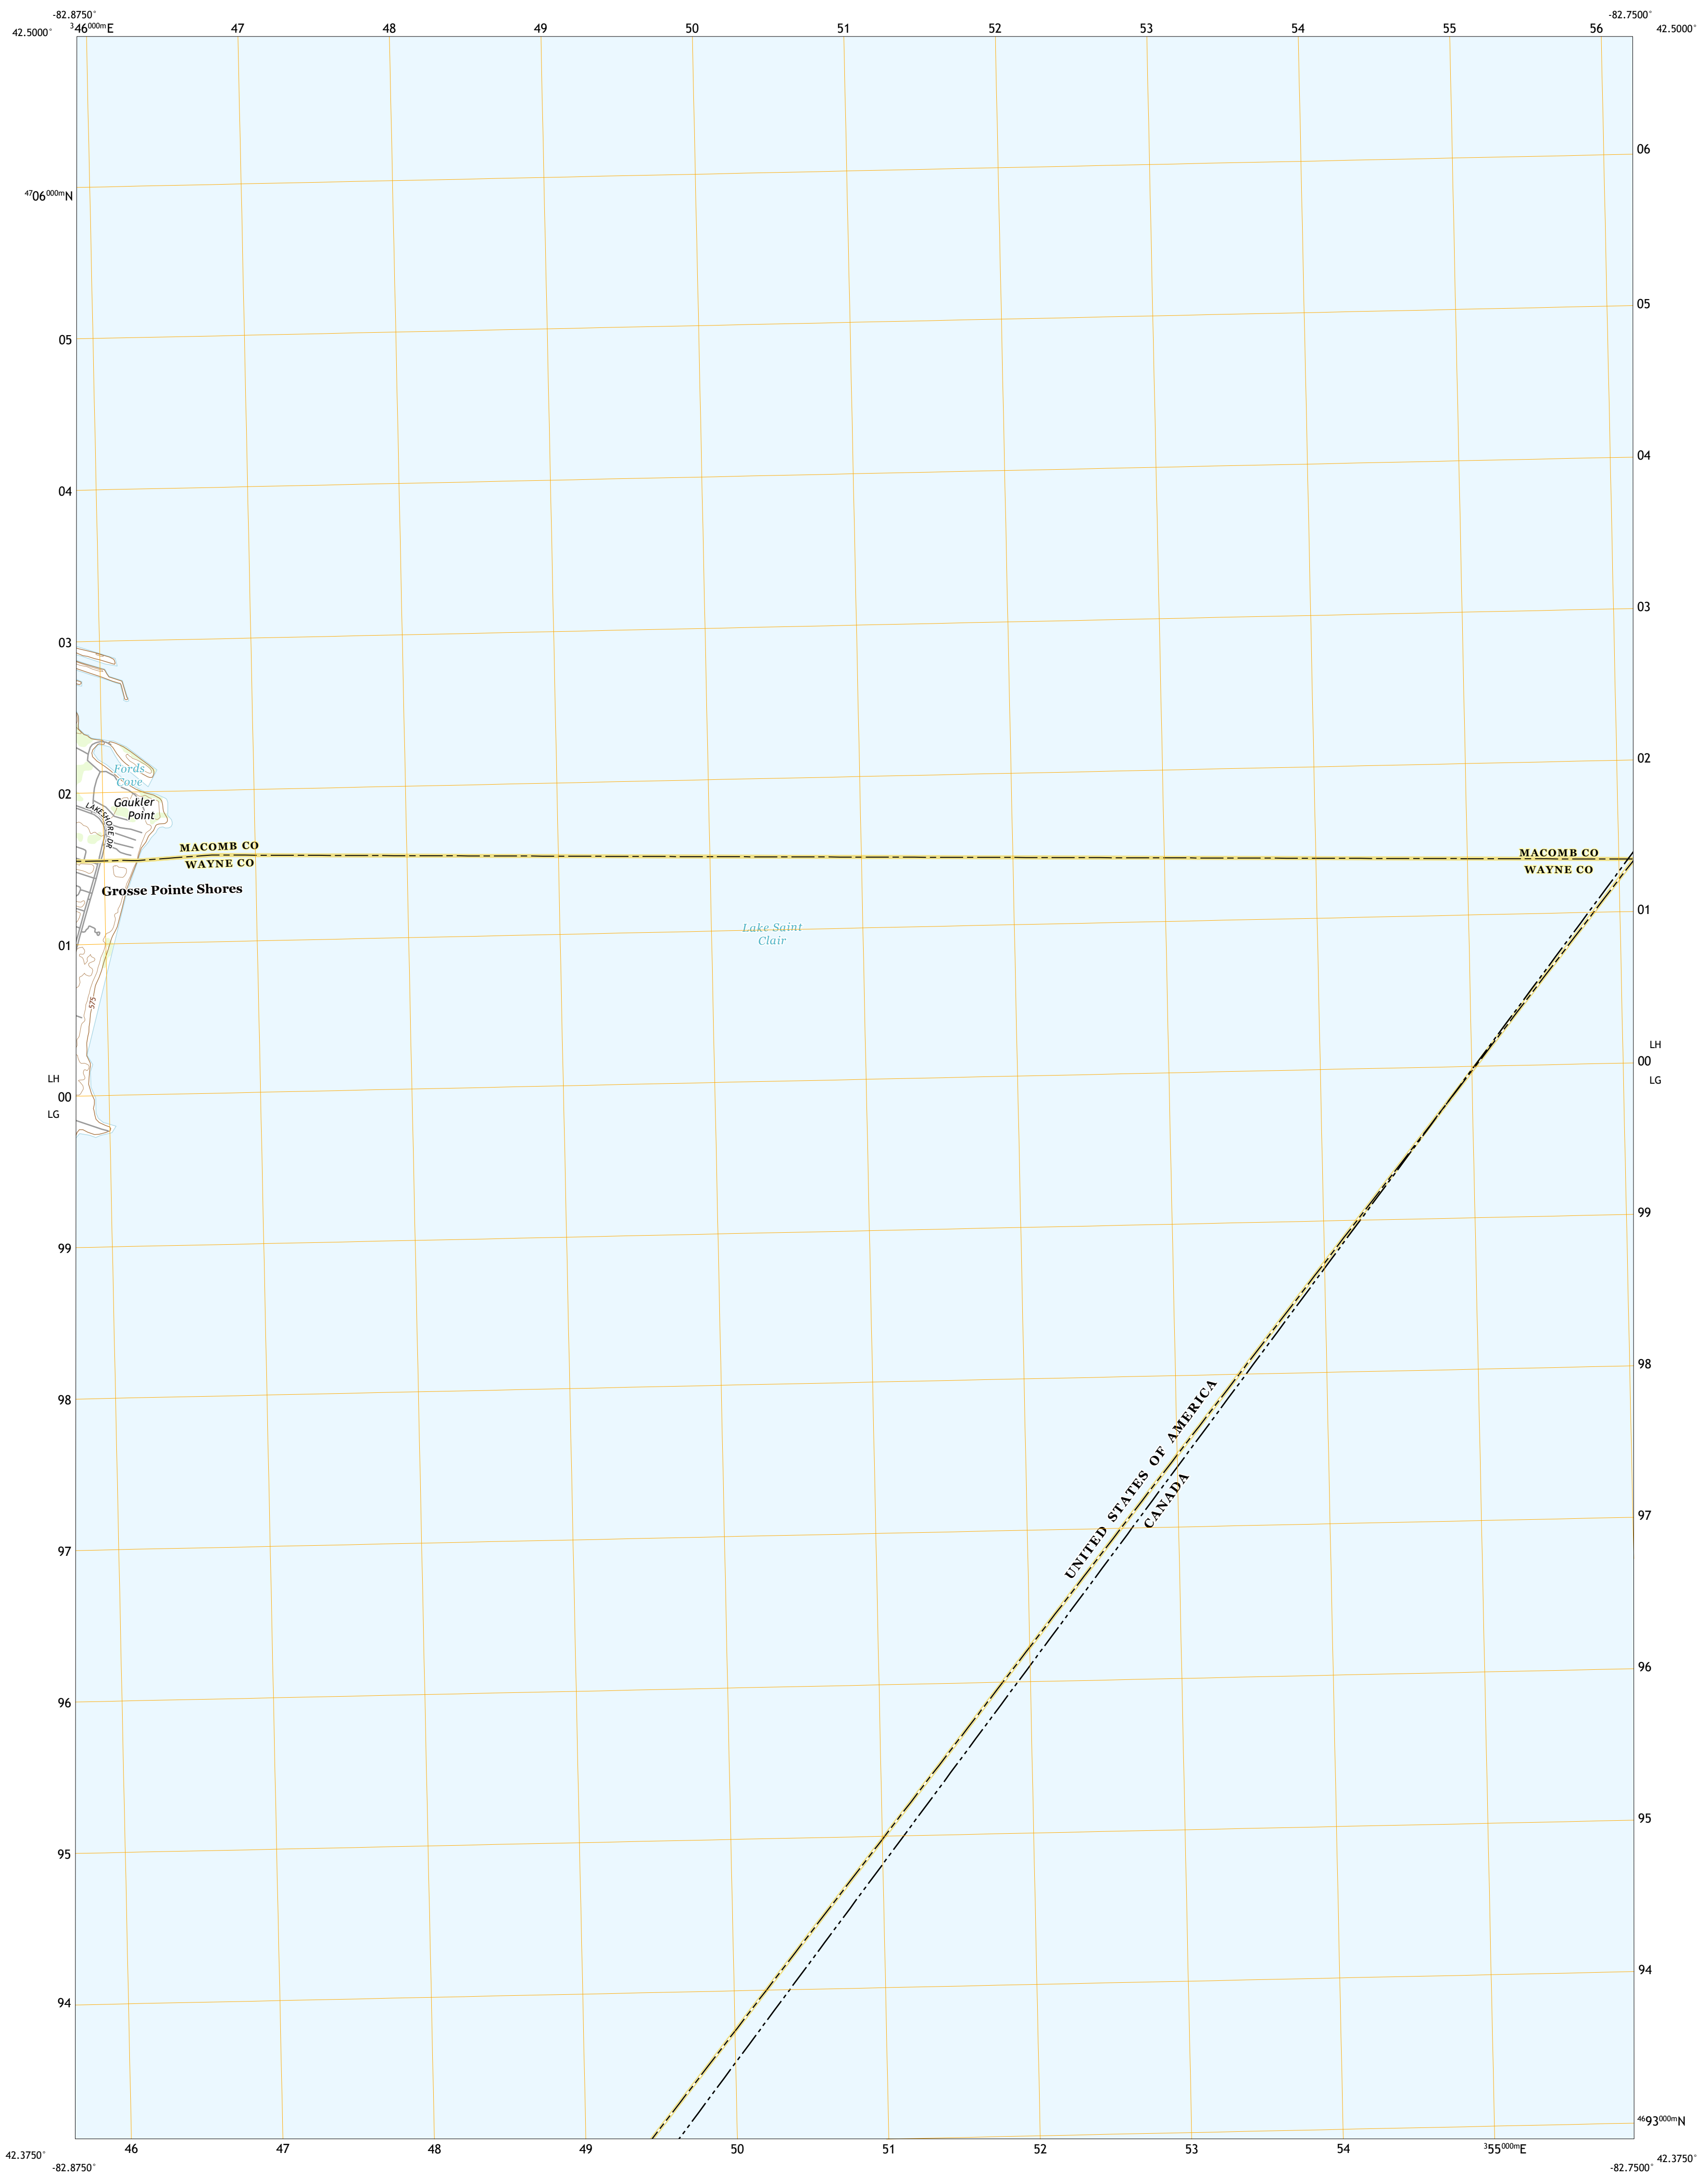 -82.8750°
-82.7500°
42.5000°
³46⁰⁰⁰ᵐE 47 48 49 50 51 52 53 54 55 56
42.5000°
06
⁴⁷06⁰⁰⁰ᵐN
05
05
04
04
03
03
02
Fords
Cove
02
Gaukler
Point
LAKESHORE DR
MACOMB CO
WAYNE CO
MACOMB CO
WAYNE CO
Grosse Pointe Shores
01
Lake Saint
Clair
01
575
LH
00
LG
LH
00
LG
99
99
98
98
UNITED STATES OF AMERICA
CANADA
97
97
96
96
95
95
94
94
⁴⁶93⁰⁰⁰ᵐN
46 47 48 49 50 51 52 53 54 ³55⁰⁰⁰ᵐE
42.3750°
42.3750°
-82.8750°
-82.7500°